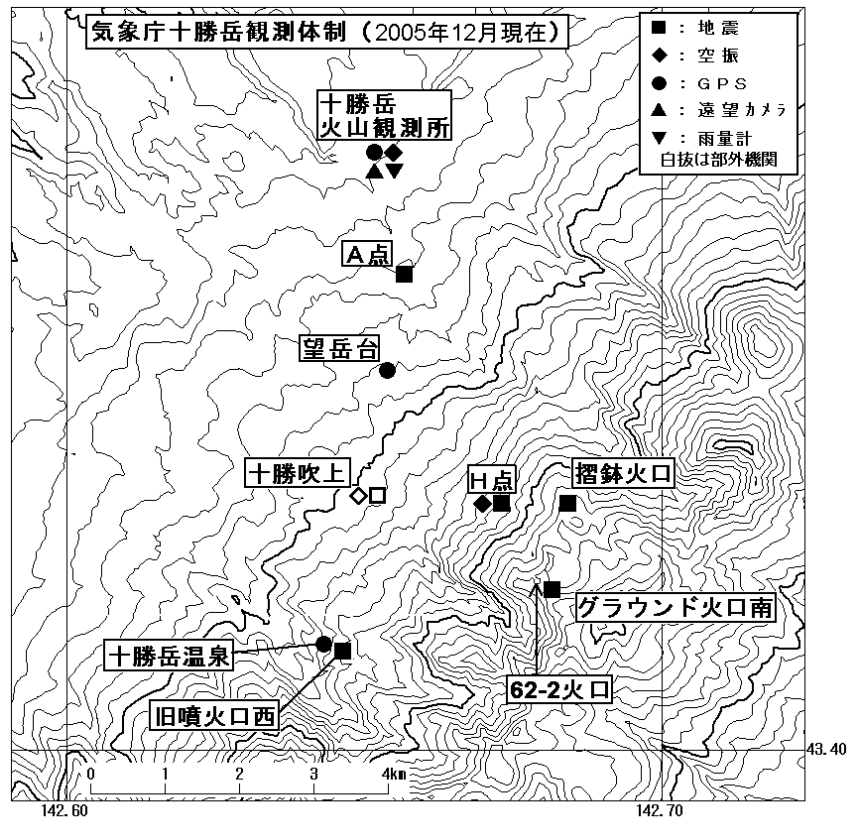 気象庁十勝岳観測体制（2005年12月現在）
■：地震
◆：空振
●：ＧＰＳ
▲：遠望カメラ
▼：雨量計
白抜は部外機関
十勝岳
火山観測所
Ａ点
望岳台
十勝吹上
Ｈ点
摺鉢火口
グラウンド火口南
十勝岳温泉
62-2火口
旧噴火口西
43.40
0 1 2 3 4km
142.60
142.70